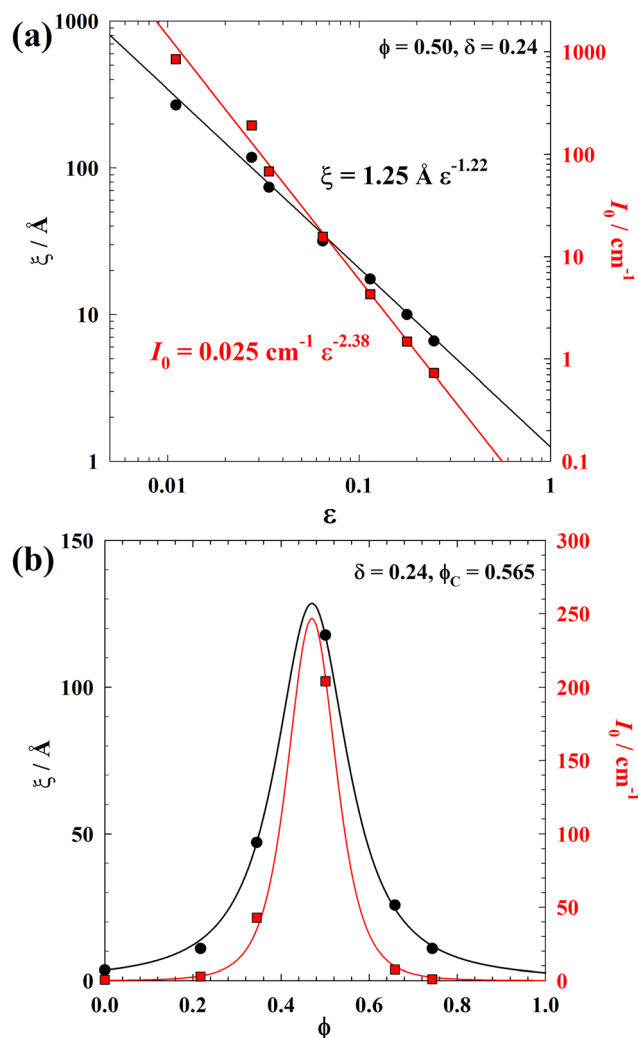 (a)
1000
100
10
1
ξ / Å
ϕ = 0.50, δ = 0.24
ξ = 1.25 Å ε^-1.22
I₀ = 0.025 cm^-1 ε^-2.38
1000
100
10
1
0.1
I₀ / cm^-1
0.01
0.1
1
ε
(b)
150
100
50
0
ξ / Å
δ = 0.24, ϕ_C = 0.565
300
250
200
150
100
50
0
I₀ / cm^-1
0.0
0.2
0.4
0.6
0.8
1.0
ϕ